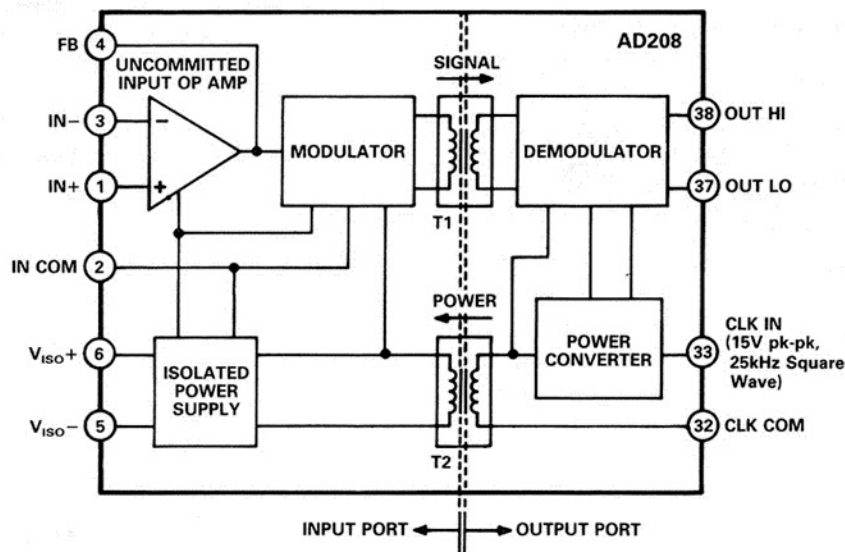 AD208
FB 4
UNCOMMITTED
INPUT OP AMP
SIGNAL
IN− 3
−
MODULATOR
DEMODULATOR
38 OUT HI
IN+ 1
+
37 OUT LO
T1
IN COM 2
POWER
VISO+ 6
ISOLATED
POWER
SUPPLY
POWER
CONVERTER
33
CLK IN
(15V pk-pk,
25kHz Square
Wave)
VISO− 5
32 CLK COM
T2
INPUT PORT
OUTPUT PORT